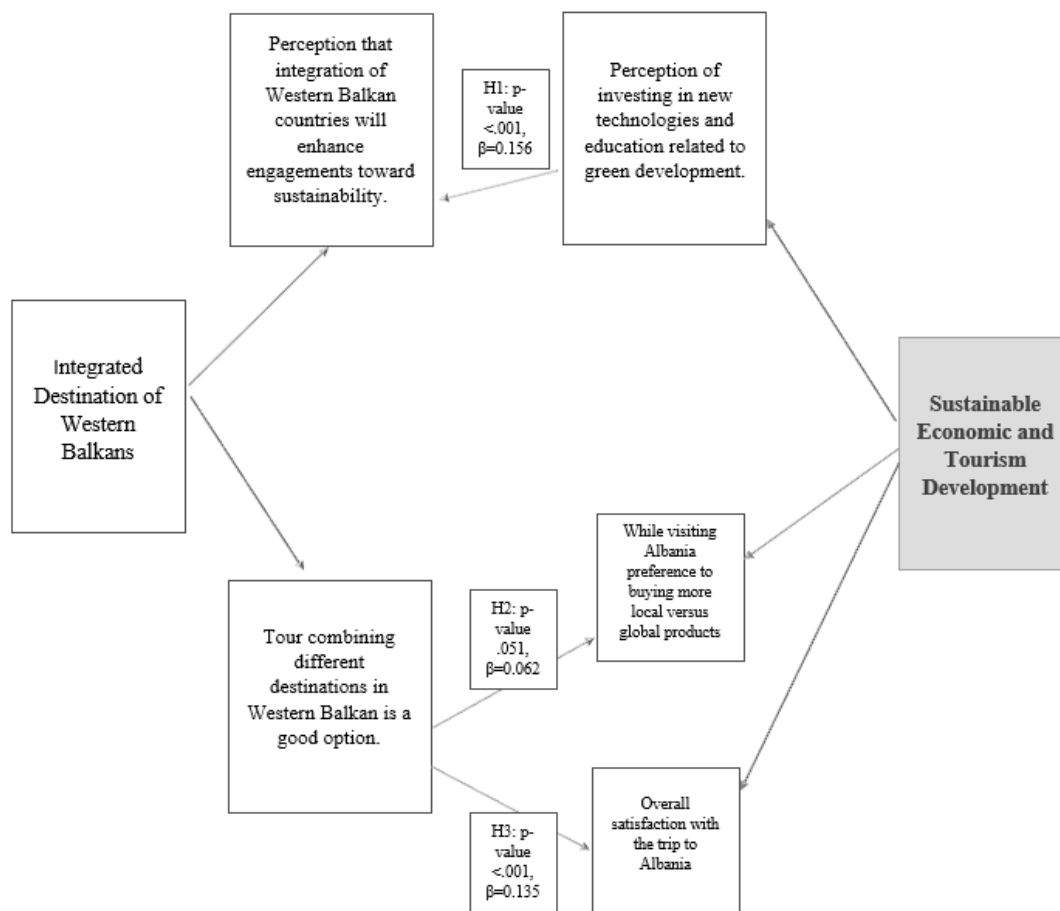 Perception that
integration of
Western Balkan
countries will
enhance
engagements toward
sustainability.
H1: p-
value
<.001,
β=0.156
Perception of
investing in new
technologies and
education related to
green development.
Integrated
Destination of
Western
Balkans
Sustainable
Economic and
Tourism
Development
While visiting
Albania
preference to
buying more
local versus
global products
H2: p-
value
.051,
β=0.062
Tour combining
different
destinations in
Western Balkan is a
good option.
H3: p-
value
<.001,
β=0.135
Overall
satisfaction with
the trip to
Albania